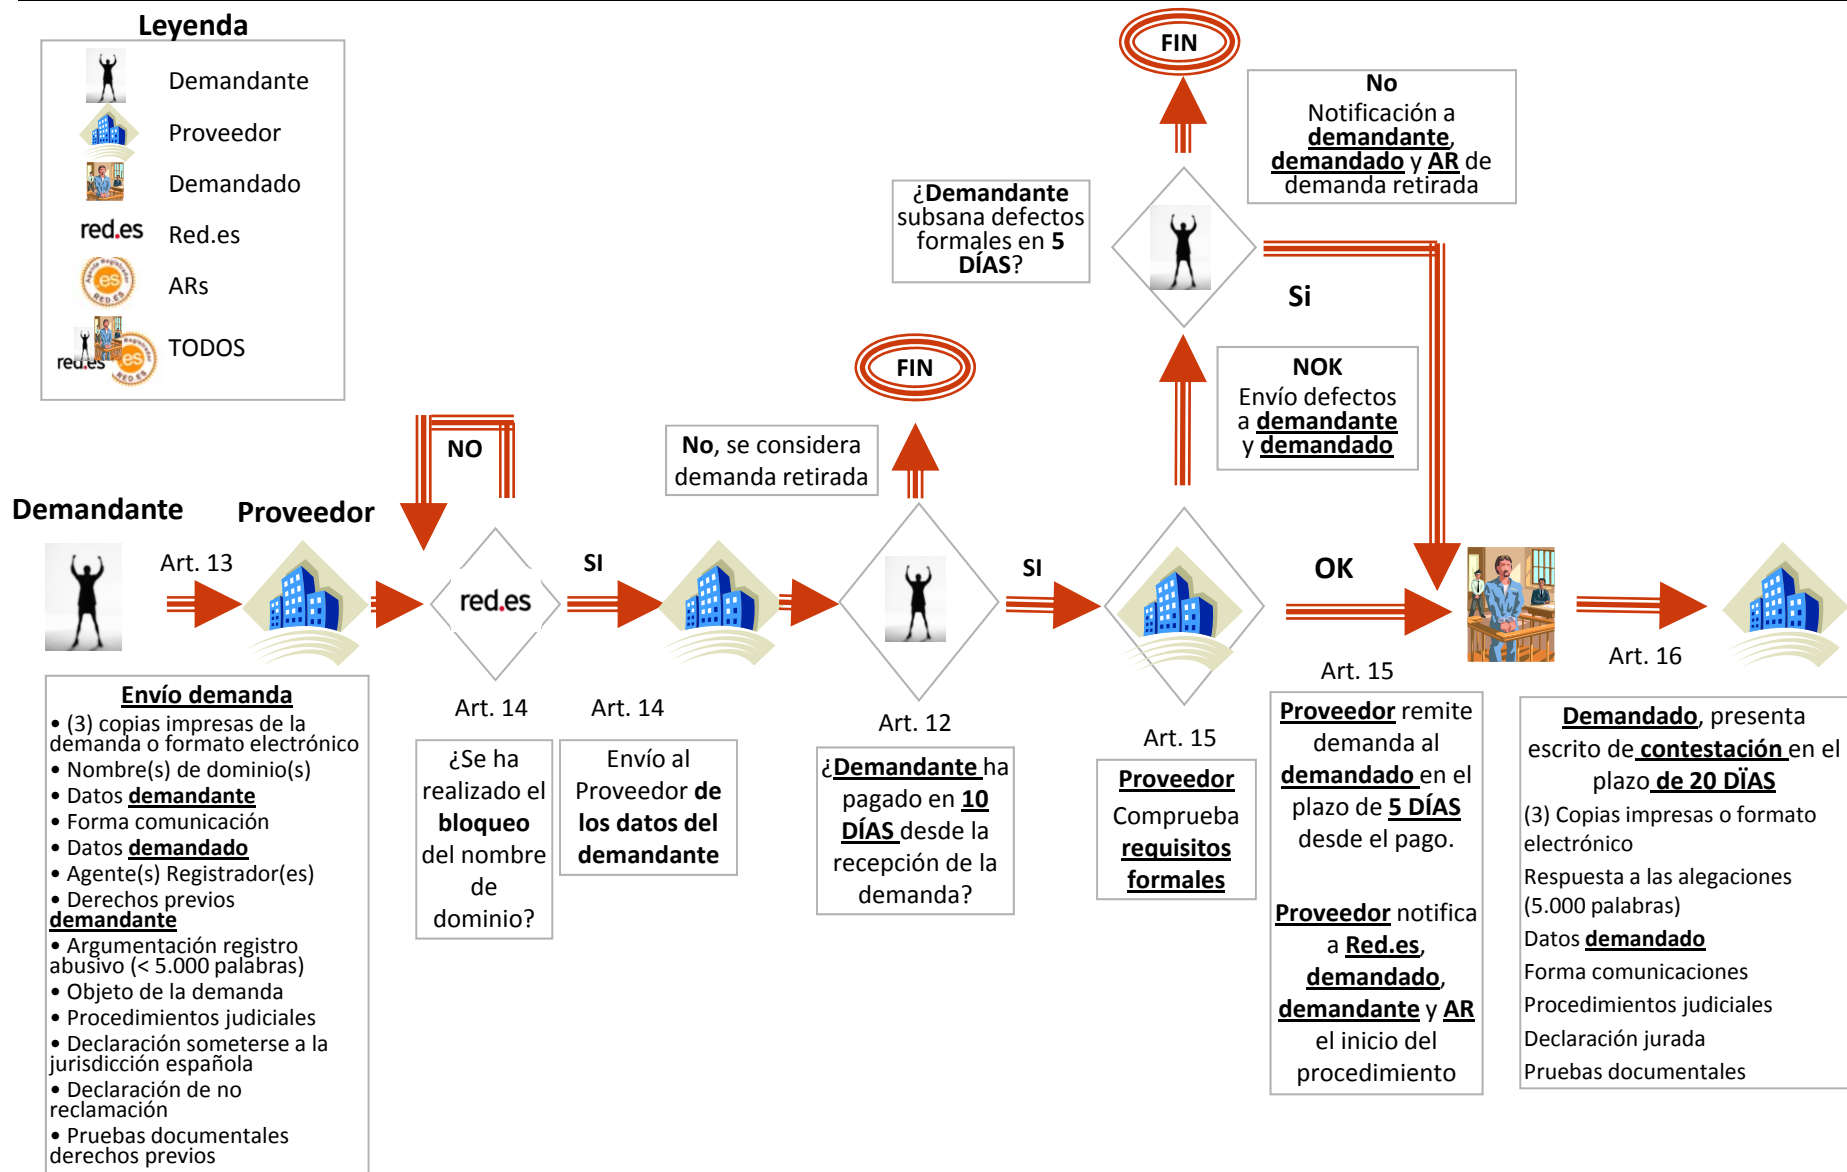 Leyenda
Demandante
Proveedor
Demandado
red.es Red.es
ARs
TODOS
red.es
FIN
No
Notificación a
demandante,
demandado y AR de
demanda retirada
¿Demandante
subsana defectos
formales en 5
DÍAS?
Si
FIN
NOK
Envío defectos
a demandante
y demandado
NO
No, se considera
demanda retirada
Demandante
Proveedor
Art. 13
red.es
SI
SI
OK
Art. 14
Art. 14
Art. 12
Art. 15
Art. 15
Art. 16
Envío demanda
• (3) copias impresas de la
demanda o formato electrónico
• Nombre(s) de dominio(s)
• Datos demandante
• Forma comunicación
• Datos demandado
• Agente(s) Registrador(es)
• Derechos previos
demandante
• Argumentación registro
abusivo (< 5.000 palabras)
• Objeto de la demanda
• Procedimientos judiciales
• Declaración someterse a la
jurisdicción española
• Declaración de no
reclamación
• Pruebas documentales
derechos previos
¿Se ha
realizado el
bloqueo
del nombre
de
dominio?
Envío al
Proveedor de
los datos del
demandante
¿Demandante ha
pagado en 10
DÍAS desde la
recepción de la
demanda?
Proveedor
Comprueba
requisitos
formales
Proveedor remite
demanda al
demandado en el
plazo de 5 DÍAS
desde el pago.
Proveedor notifica
a Red.es,
demandado,
demandante y AR
el inicio del
procedimiento
Demandado, presenta
escrito de contestación en el
plazo de 20 DÏAS
(3) Copias impresas o formato
electrónico
Respuesta a las alegaciones
(5.000 palabras)
Datos demandado
Forma comunicaciones
Procedimientos judiciales
Declaración jurada
Pruebas documentales